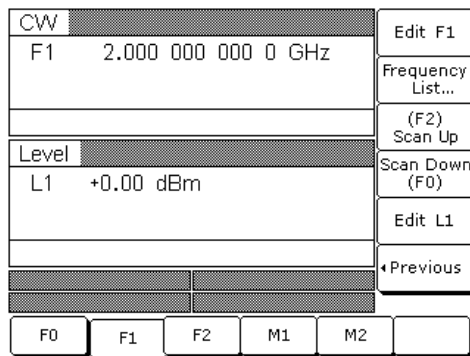 CW
F1 2.000 000 000 0 GHz
Level
L1 +0.00 dBm
Edit F1
Frequency
List...
(F2)
Scan Up
Scan Down
(F0)
Edit L1
Previous
F0 F1 F2 M1 M2